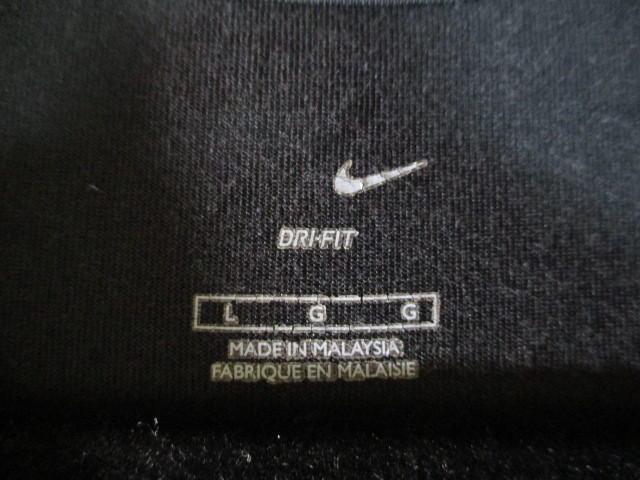 DRI-FIT
L G G
MADE IN MALAYSIA
FABRIQUE EN MALAISIE